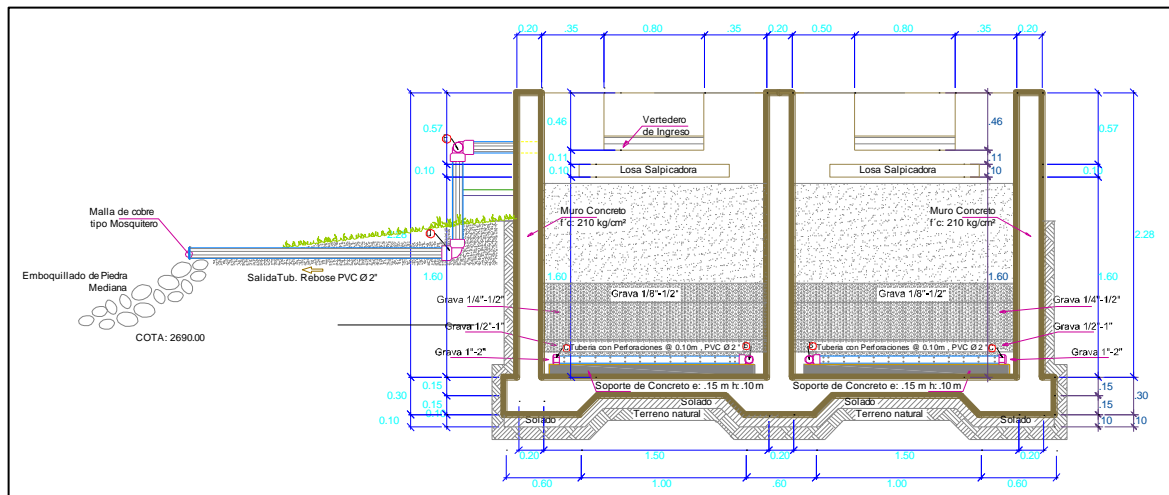 0.20 .35 0.80 .35 0.20 0.50 0.80 .35 0.20
0.57 0.46 .46 0.57
Vertedero
de Ingreso
0.11 .11
0.10 0.10 Losa Salpicadora Losa Salpicadora 10 0.10
Malla de cobre
tipo Mosquitero
Muro Concreto
f´c: 210 kg/cm²
Muro Concreto
f´c: 210 kg/cm²
2.28
Emboquillado de Piedra
Mediana
Salida Tub. Rebose PVC Ø 2"
1.60 1.60 1.60 1.60
Grava 1/8"-1/2" Grava 1/8"-1/2"
Grava 1/4"-1/2" Grava 1/4"-1/2"
COTA: 2690.00
Grava 1/2"-1" Grava 1/2"-1"
Tuberia con Perforaciones @ 0.10m , PVC Ø 2" Tuberia con Perforaciones @ 0.10m , PVC Ø 2"
Grava 1"-2" Grava 1"-2"
Soporte de Concreto e: .15 m h: .10 m Soporte de Concreto e: .15 m h: .10 m
0.15 .15
0.30 .30
Solado Solado
0.15 .15
Terreno natural Terreno natural
0.10 Solado Solado .10 .10
0.20 1.50 0.20 1.50 0.20
0.60 1.00 .60 1.00 0.60